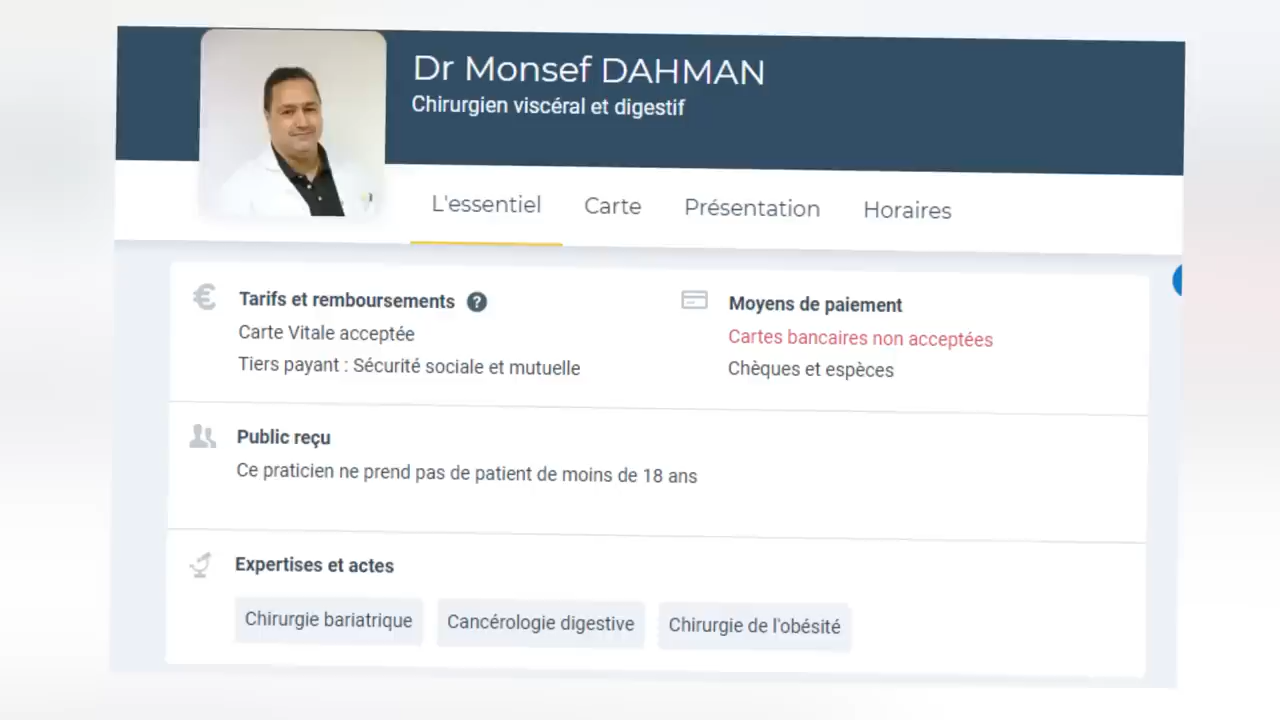 Dr Monsef DAHMAN
Chirurgien viscéral et digestif
L'essentiel Carte Présentation Horaires
€ Tarifs et remboursements ?
Carte Vitale acceptée
Tiers payant : Sécurité sociale et mutuelle
Moyens de paiement
Cartes bancaires non acceptées
Chèques et espèces
Public reçu
Ce praticien ne prend pas de patient de moins de 18 ans
Expertises et actes
Chirurgie bariatrique Cancérologie digestive Chirurgie de l'obésité